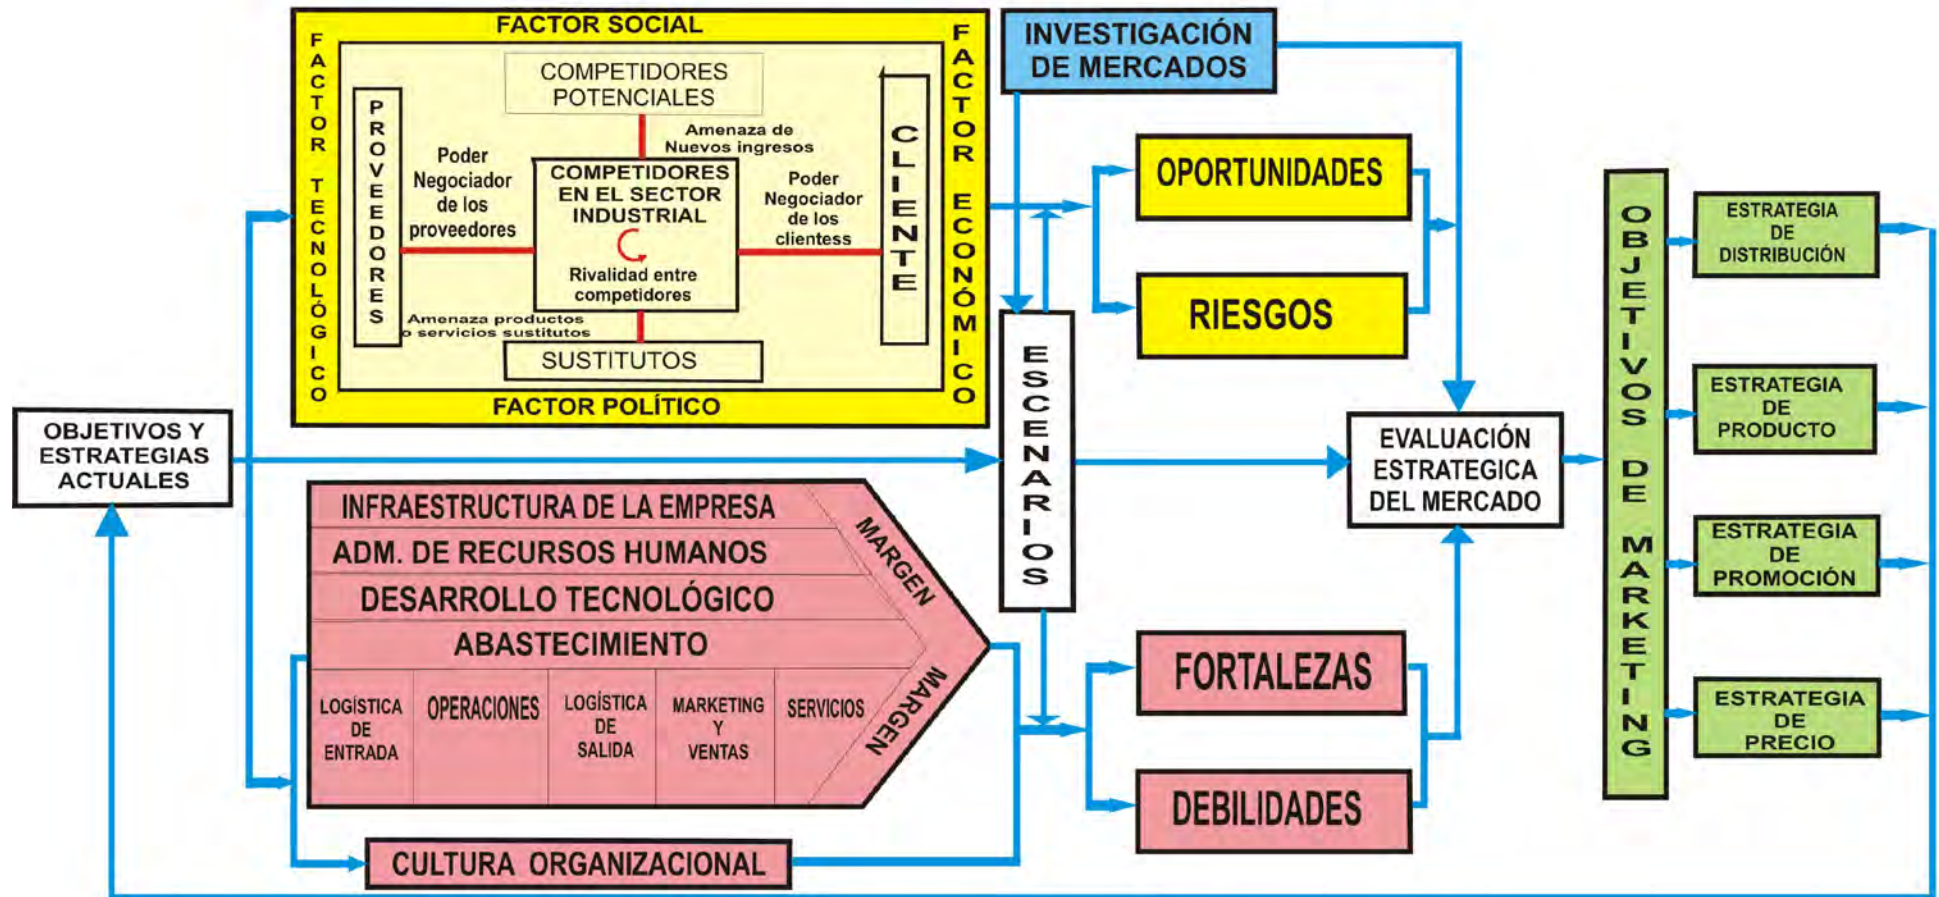 FACTOR SOCIAL
FACTOR TECNOLÓGICO
COMPETIDORES
POTENCIALES
PROVEEDORES
Amenaza de
Nuevos ingresos
Poder
Negociador
de los
proveedores
COMPETIDORES
EN EL SECTOR
INDUSTRIAL
Rivalidad entre
competidores
Poder
Negociador
de los
clientess
CLIENTE
Amenaza productos
o servicios sustitutos
SUSTITUTOS
FACTOR ECONÓMICO
FACTOR POLÍTICO
INVESTIGACIÓN
DE MERCADOS
OPORTUNIDADES
RIESGOS
OBJETIVOS Y
ESTRATEGIAS
ACTUALES
ESCENARIOS
EVALUACIÓN
ESTRATEGICA
DEL MERCADO
INFRAESTRUCTURA DE LA EMPRESA
ADM. DE RECURSOS HUMANOS
DESARROLLO TECNOLÓGICO
ABASTECIMIENTO
LOGÍSTICA
DE
ENTRADA
OPERACIONES
LOGÍSTICA
DE
SALIDA
MARKETING
Y
VENTAS
SERVICIOS
MARGEN
MARGEN
CULTURA ORGANIZACIONAL
FORTALEZAS
DEBILIDADES
OBJETIVOS DE MARKETING
ESTRATEGIA
DE
DISTRIBUCIÓN
ESTRATEGIA
DE
PRODUCTO
ESTRATEGIA
DE
PROMOCIÓN
ESTRATEGIA
DE
PRECIO